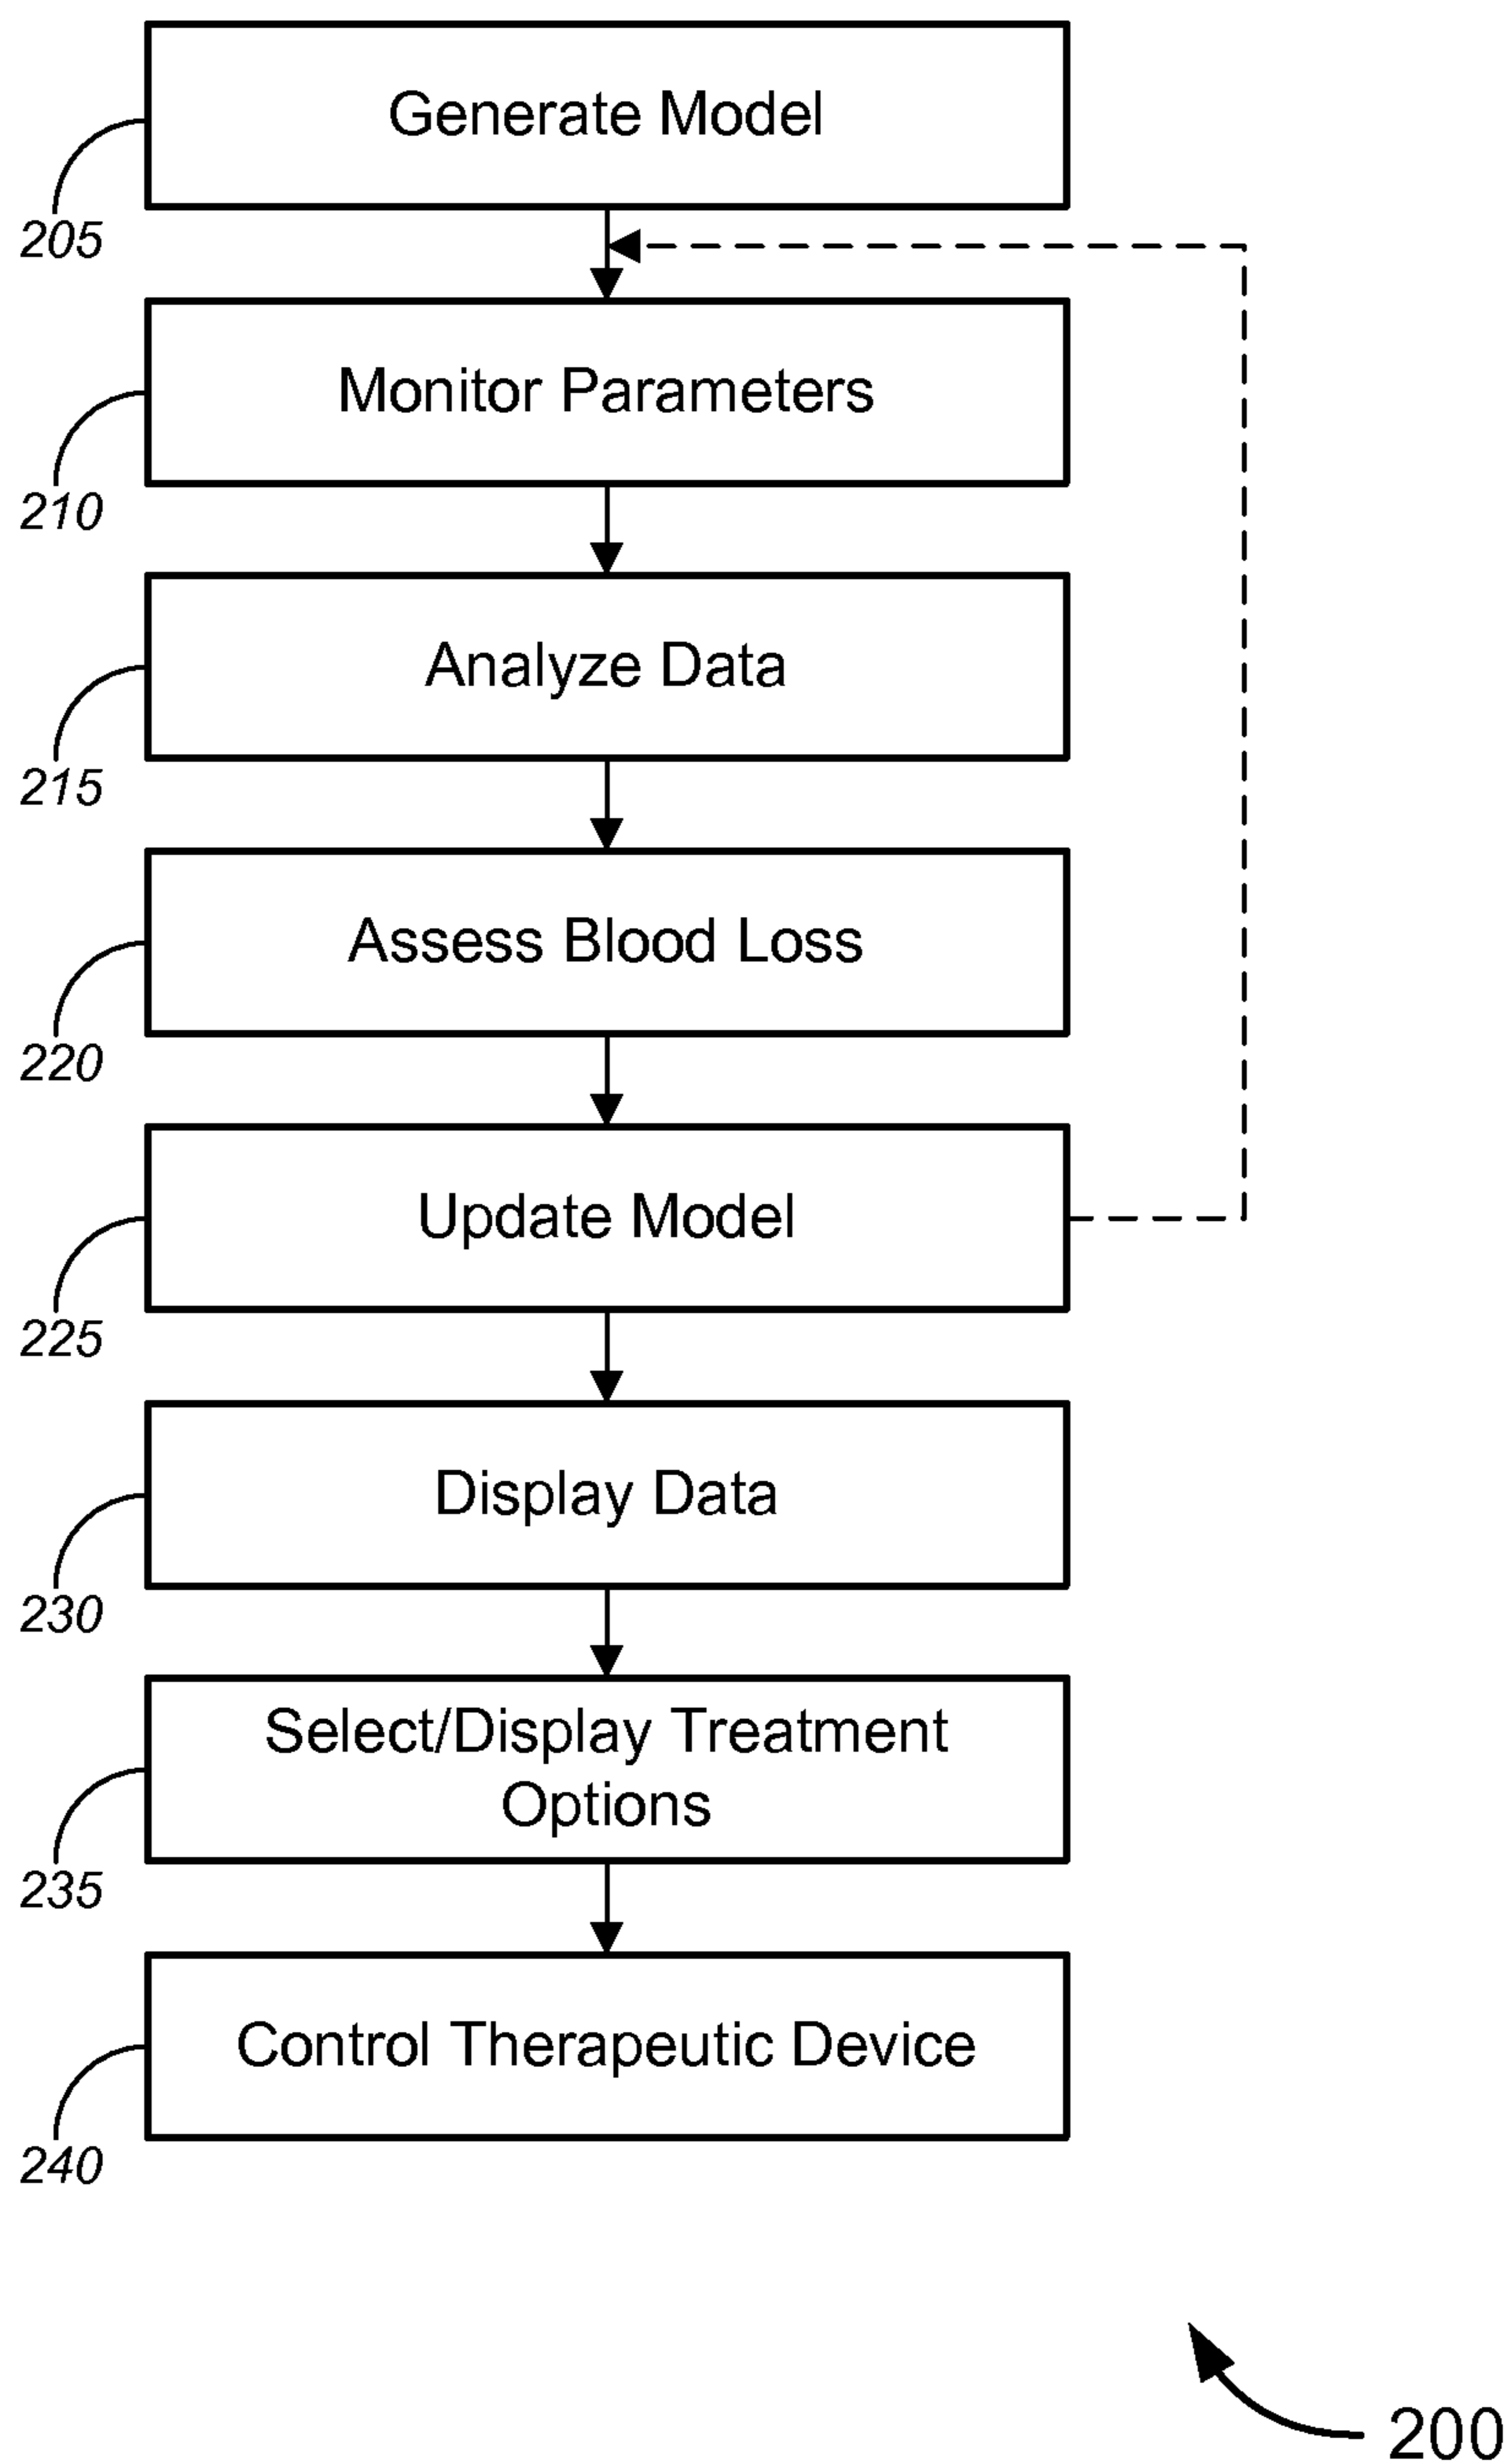 Generate Model
205
Monitor Parameters
210
Analyze Data
215
Assess Blood Loss
220
Update Model
225
Display Data
230
Select/Display Treatment
Options
235
Control Therapeutic Device
240
200